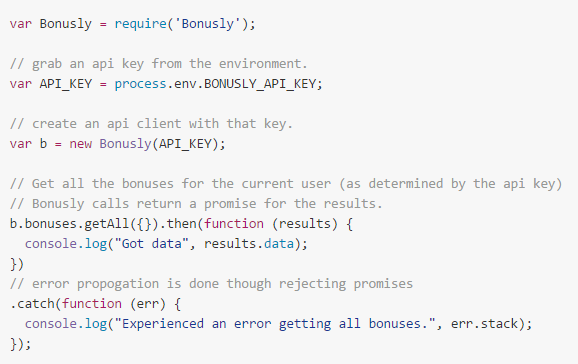 var Bonusly = require('Bonusly');
// grab an api key from the environment.
var API_KEY = process.env.BONUSLY_API_KEY;
// create an api client with that key.
var b = new Bonusly(API_KEY);
// Get all the bonuses for the current user (as determined by the api key)
// Bonusly calls return a promise for the results.
b.bonuses.getAll({}).then(function (results) {
  console.log("Got data", results.data);
})
// error propogation is done though rejecting promises
.catch(function (err) {
  console.log("Experienced an error getting all bonuses.", err.stack);
});